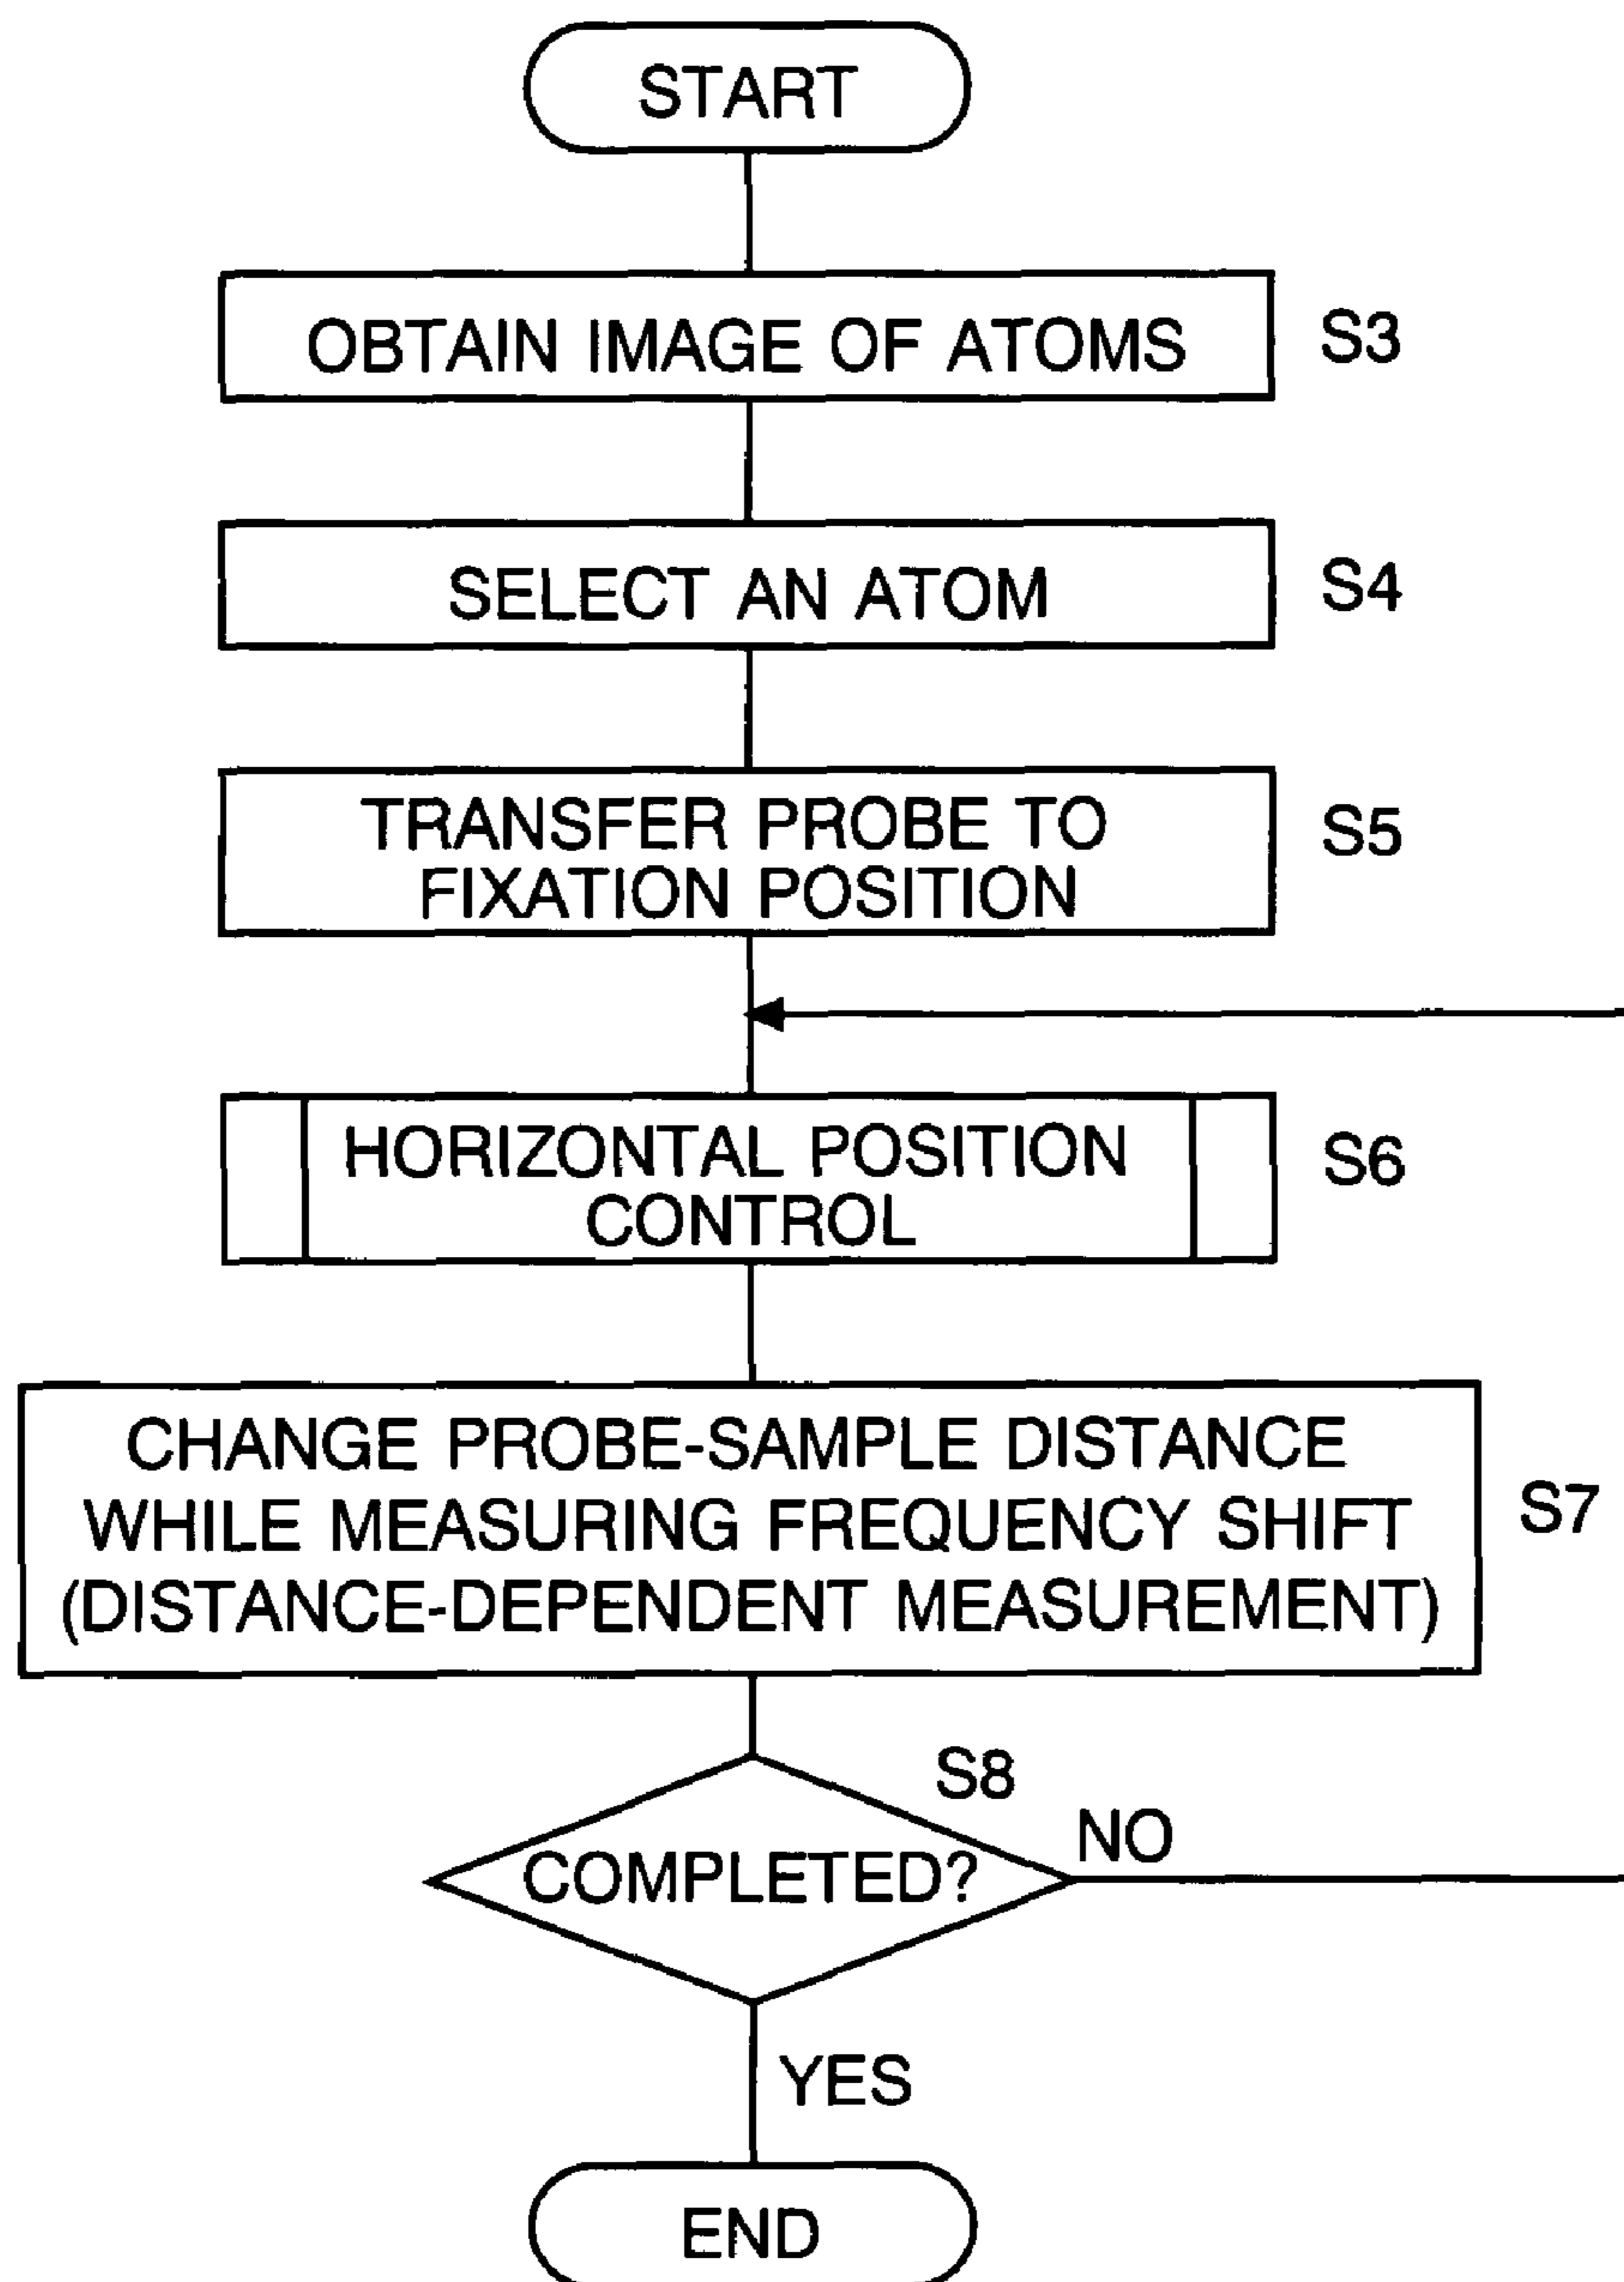 START
OBTAIN IMAGE OF ATOMS
S3
SELECT AN ATOM
S4
TRANSFER PROBE TO
FIXATION POSITION
S5
HORIZONTAL POSITION
CONTROL
S6
CHANGE PROBE-SAMPLE DISTANCE
WHILE MEASURING FREQUENCY SHIFT
(DISTANCE-DEPENDENT MEASUREMENT)
S7
S8
COMPLETED?
NO
YES
END